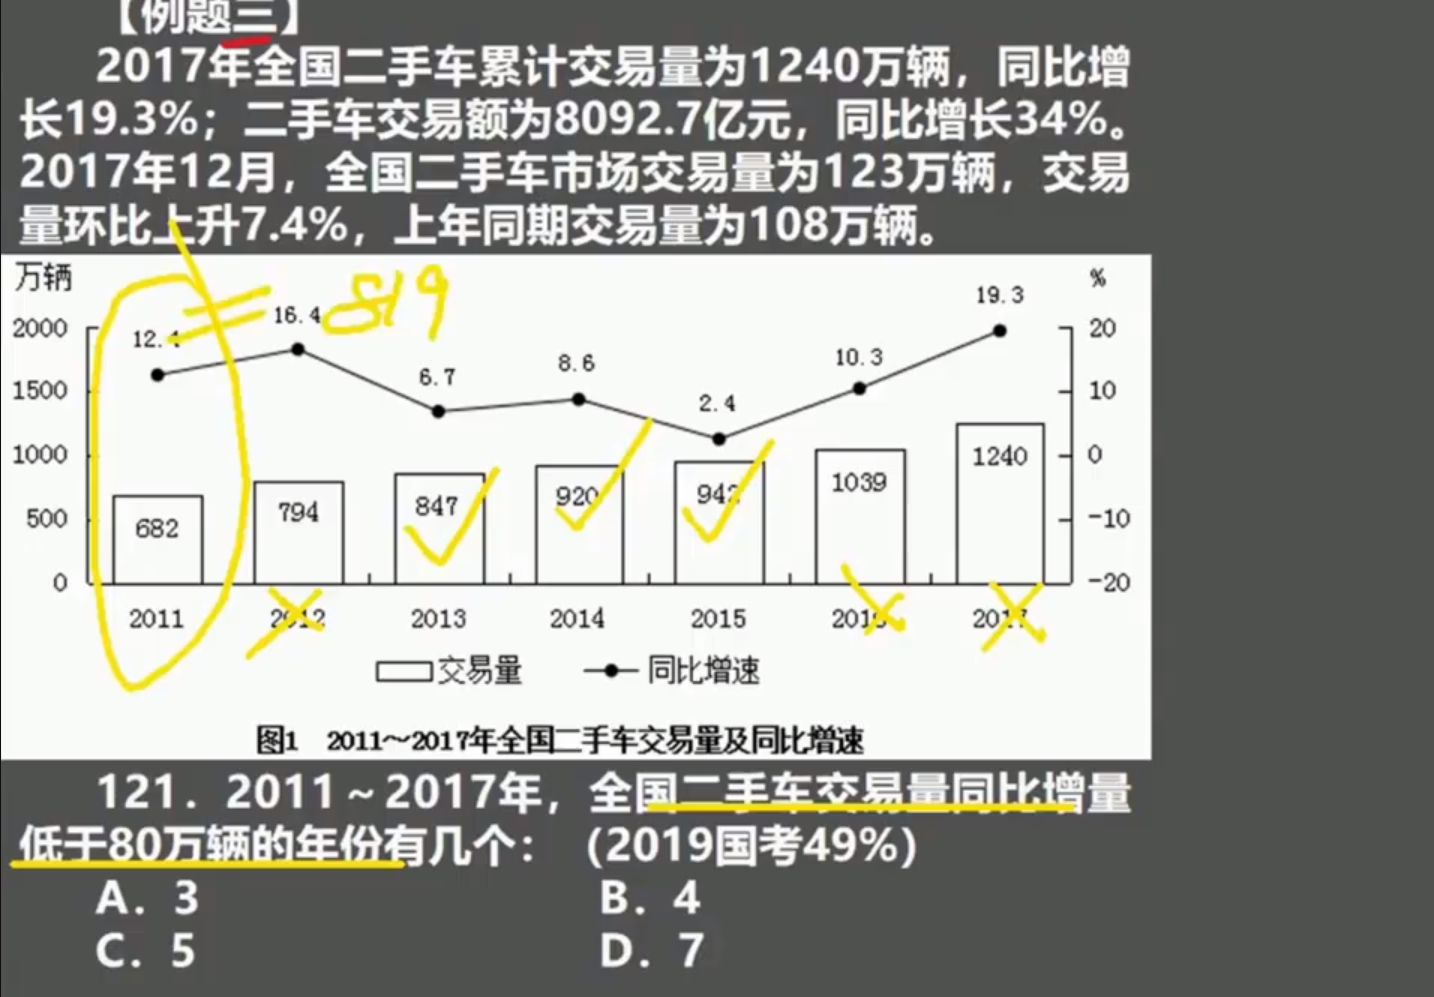 【例题三】
2017年全国二手车累计交易量为1240万辆，同比增
长19.3%；二手车交易额为8092.7亿元，同比增长34%。
2017年12月，全国二手车市场交易量为123万辆，交易
量环比上升7.4%，上年同期交易量为108万辆。
万辆 %
819
19.3
16.4
2000 12.4 20
8.6 10.3
6.7
1500 2.4 10
1000 1240 0
1039
920 942
847
794
682
500 -10
0 -20
2011 2012 2013 2014 2015 2016 2017
交易量 同比增速
图1 2011～2017年全国二手车交易量及同比增速
121．2011～2017年，全国二手车交易量同比增量
低于80万辆的年份有几个：（2019国考49%）
A．3 B．4
C．5 D．7